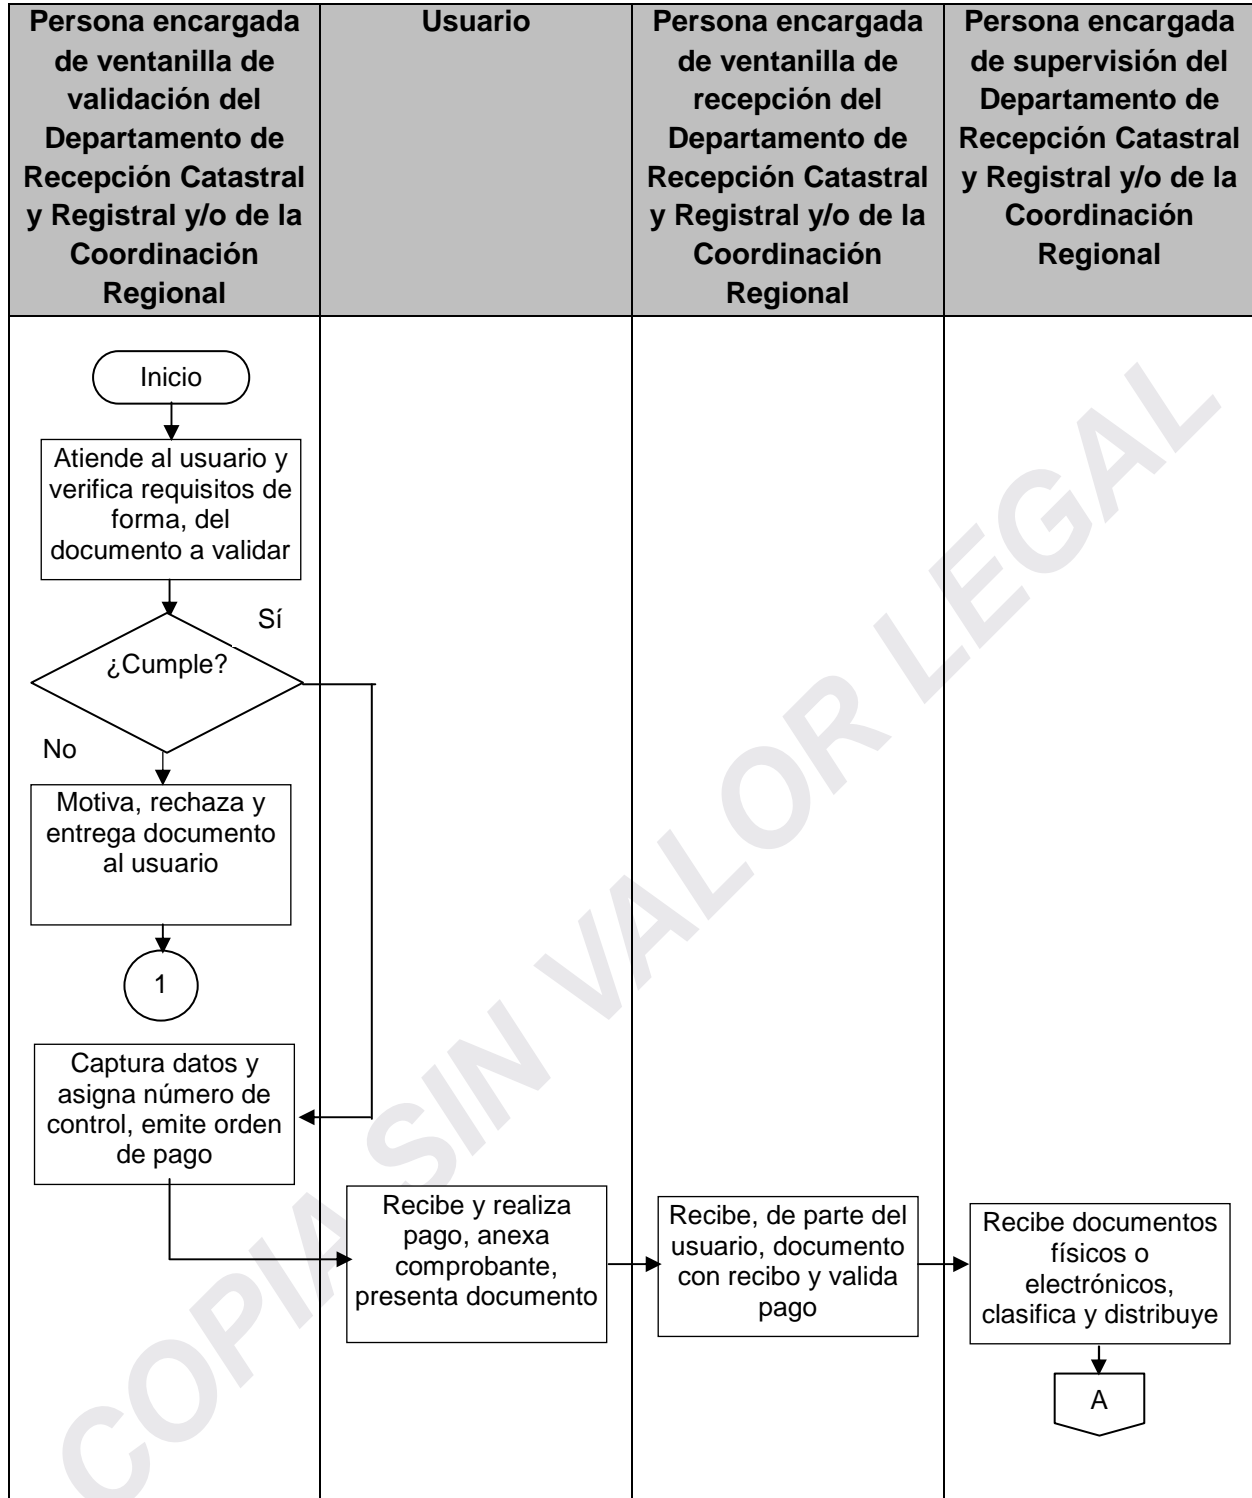 Persona encargada
de ventanilla de
validación del
Departamento de
Recepción Catastral
y Registral y/o de la
Coordinación
Regional
Usuario
Persona encargada
de ventanilla de
recepción del
Departamento de
Recepción Catastral
y Registral y/o de la
Coordinación
Regional
Persona encargada
de supervisión del
Departamento de
Recepción Catastral
y Registral y/o de la
Coordinación
Regional
Inicio
Atiende al usuario y
verifica requisitos de
forma, del
documento a validar
Sí
¿Cumple?
No
Motiva, rechaza y
entrega documento
al usuario
1
Captura datos y
asigna número de
control, emite orden
de pago
Recibe y realiza
pago, anexa
comprobante,
presenta documento
Recibe, de parte del
usuario, documento
con recibo y valida
pago
Recibe documentos
físicos o
electrónicos,
clasifica y distribuye
A
COPIA SIN VALOR LEGAL